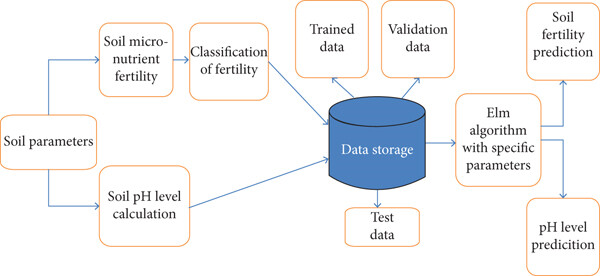 Soil parameters
Soil micro-
nutrient
fertility
Classification
of fertility
Soil pH level
calculation
Trained
data
Validation
data
Data storage
Test
data
Elm
algorithm
with specific
parameters
Soil
fertility
prediction
pH level
predicition